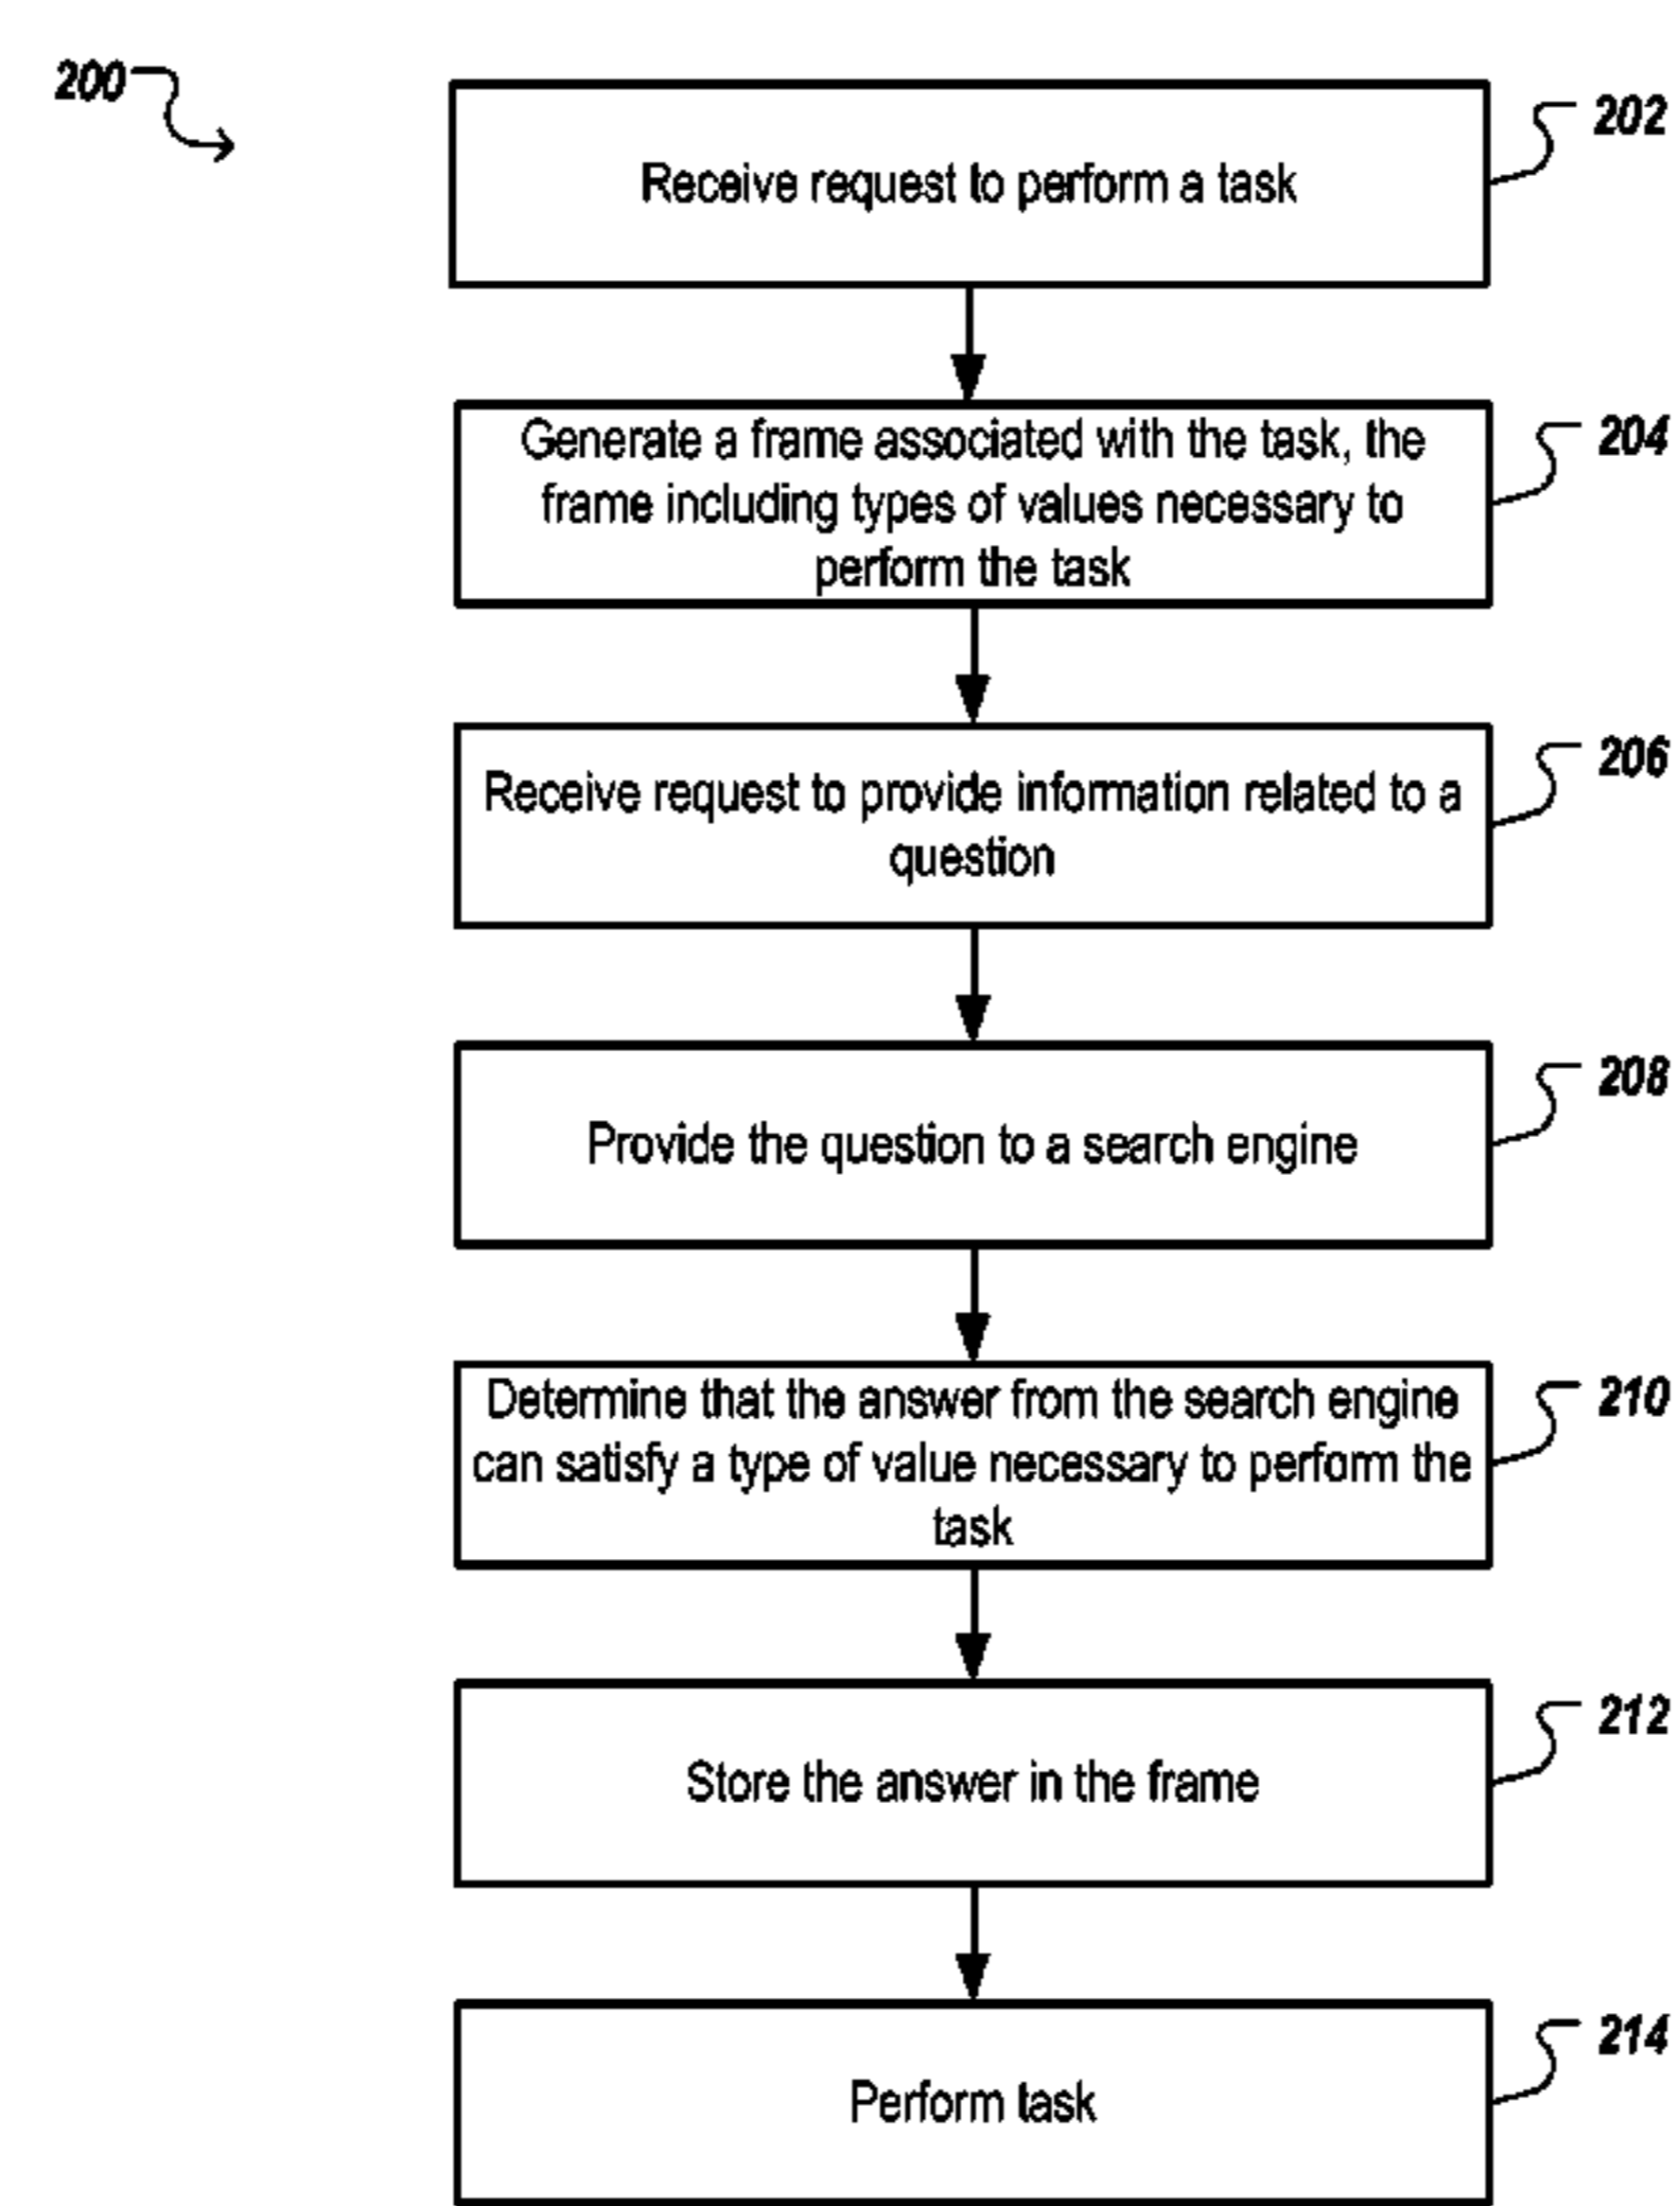 200
202
Receive request to perform a task
204
Generate a frame associated with the task, the
frame including types of values necessary to
perform the task
206
Receive request to provide information related to a
question
208
Provide the question to a search engine
210
Determine that the answer from the search engine
can satisfy a type of value necessary to perform the
task
212
Store the answer in the frame
214
Perform task